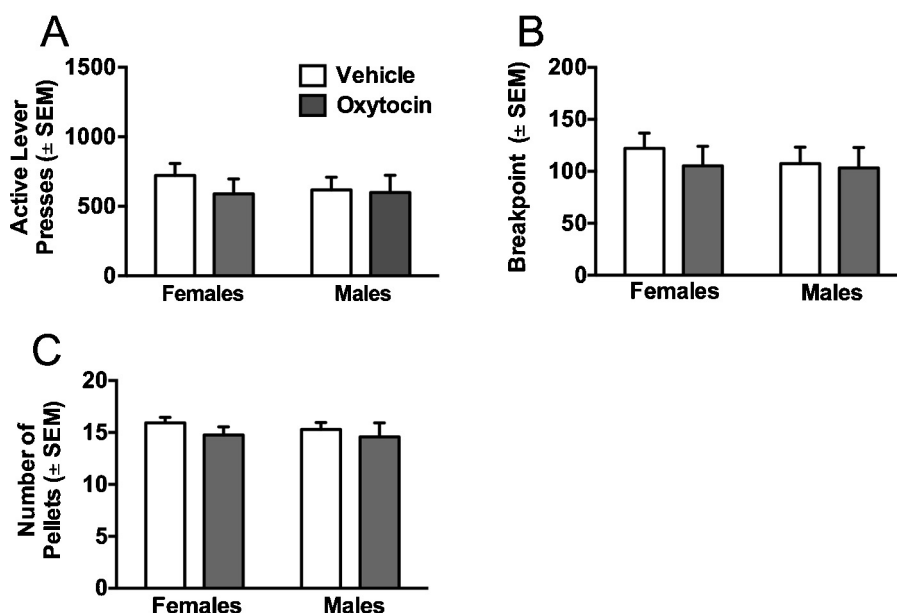 A
Active Lever
Presses (± SEM)
1500
1000
500
0
Vehicle
Oxytocin
Females Males
B
Breakpoint (± SEM)
200
150
100
50
0
Females Males
C
Number of
Pellets (± SEM)
20
15
10
5
0
Females Males